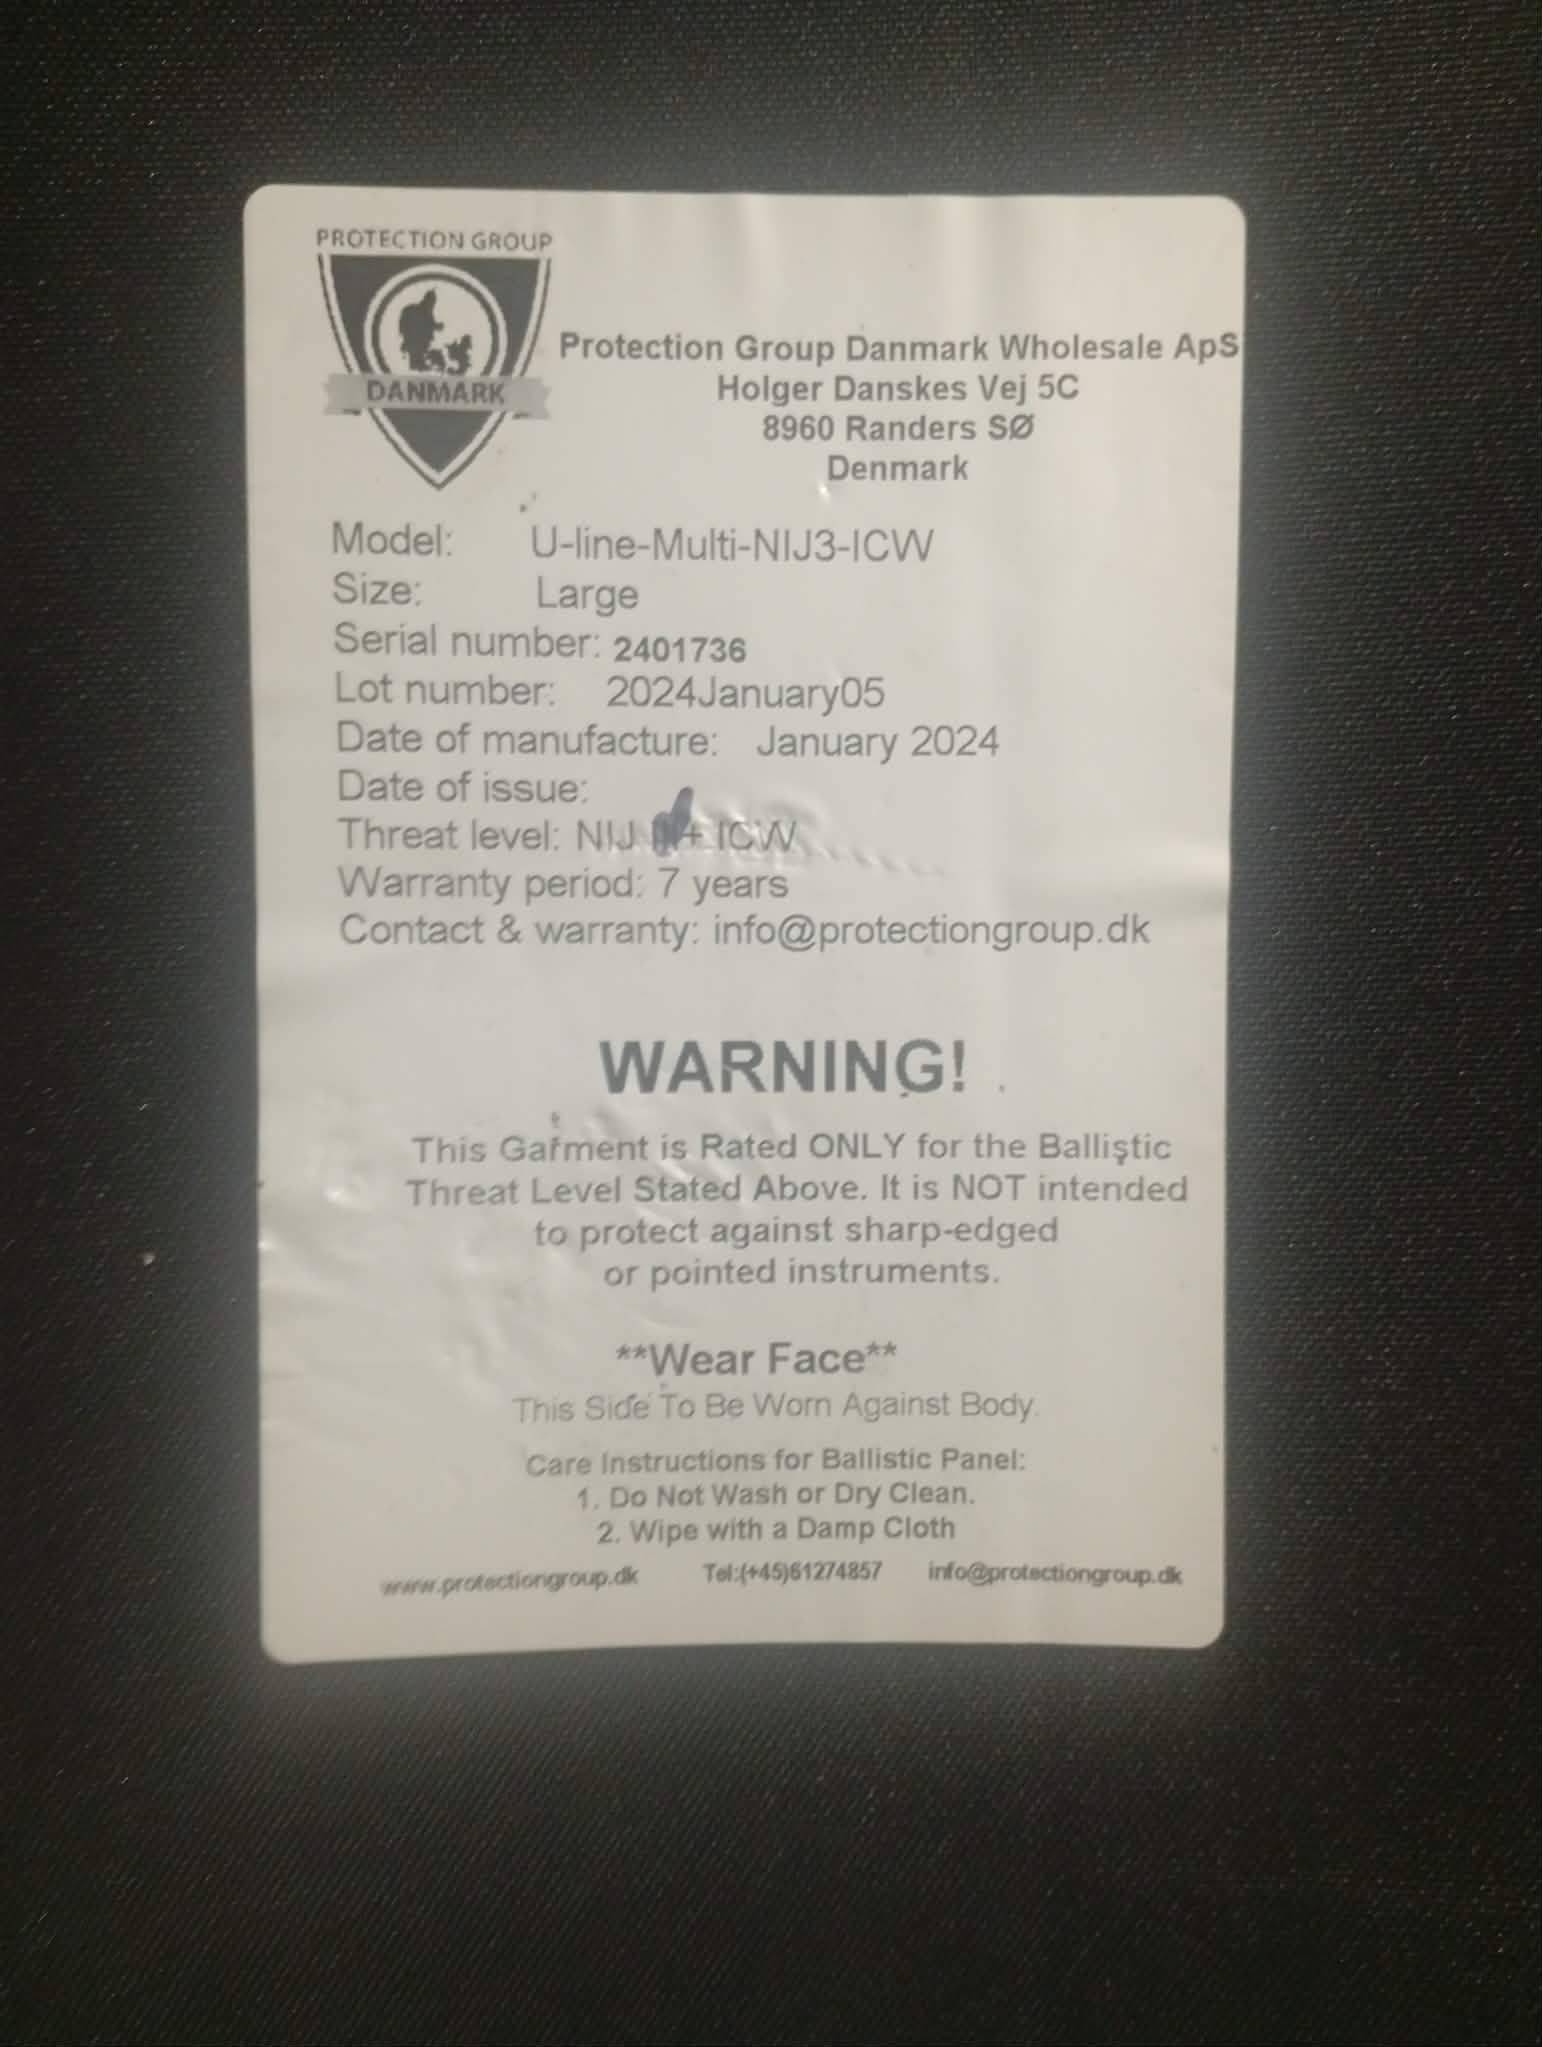 PROTECTION GROUP
DANMARK
Protection Group Danmark Wholesale ApS
Holger Danskes Vej 5C
8960 Randers SØ
Denmark
Model: U-line-Multi-NIJ3-ICW
Size: Large
Serial number: 2401736
Lot number: 2024January05
Date of manufacture: January 2024
Date of issue:
Threat level: NIJ + ICW
Warranty period: 7 years
Contact & warranty: info@protectiongroup.dk
WARNING!
This Garment is Rated ONLY for the Ballistic
Threat Level Stated Above. It is NOT intended
to protect against sharp-edged
or pointed instruments.
**Wear Face**
This Side To Be Worn Against Body.
Care Instructions for Ballistic Panel:
1. Do Not Wash or Dry Clean.
2. Wipe with a Damp Cloth
www.protectiongroup.dk Tel:(+45)61274857 info@protectiongroup.dk